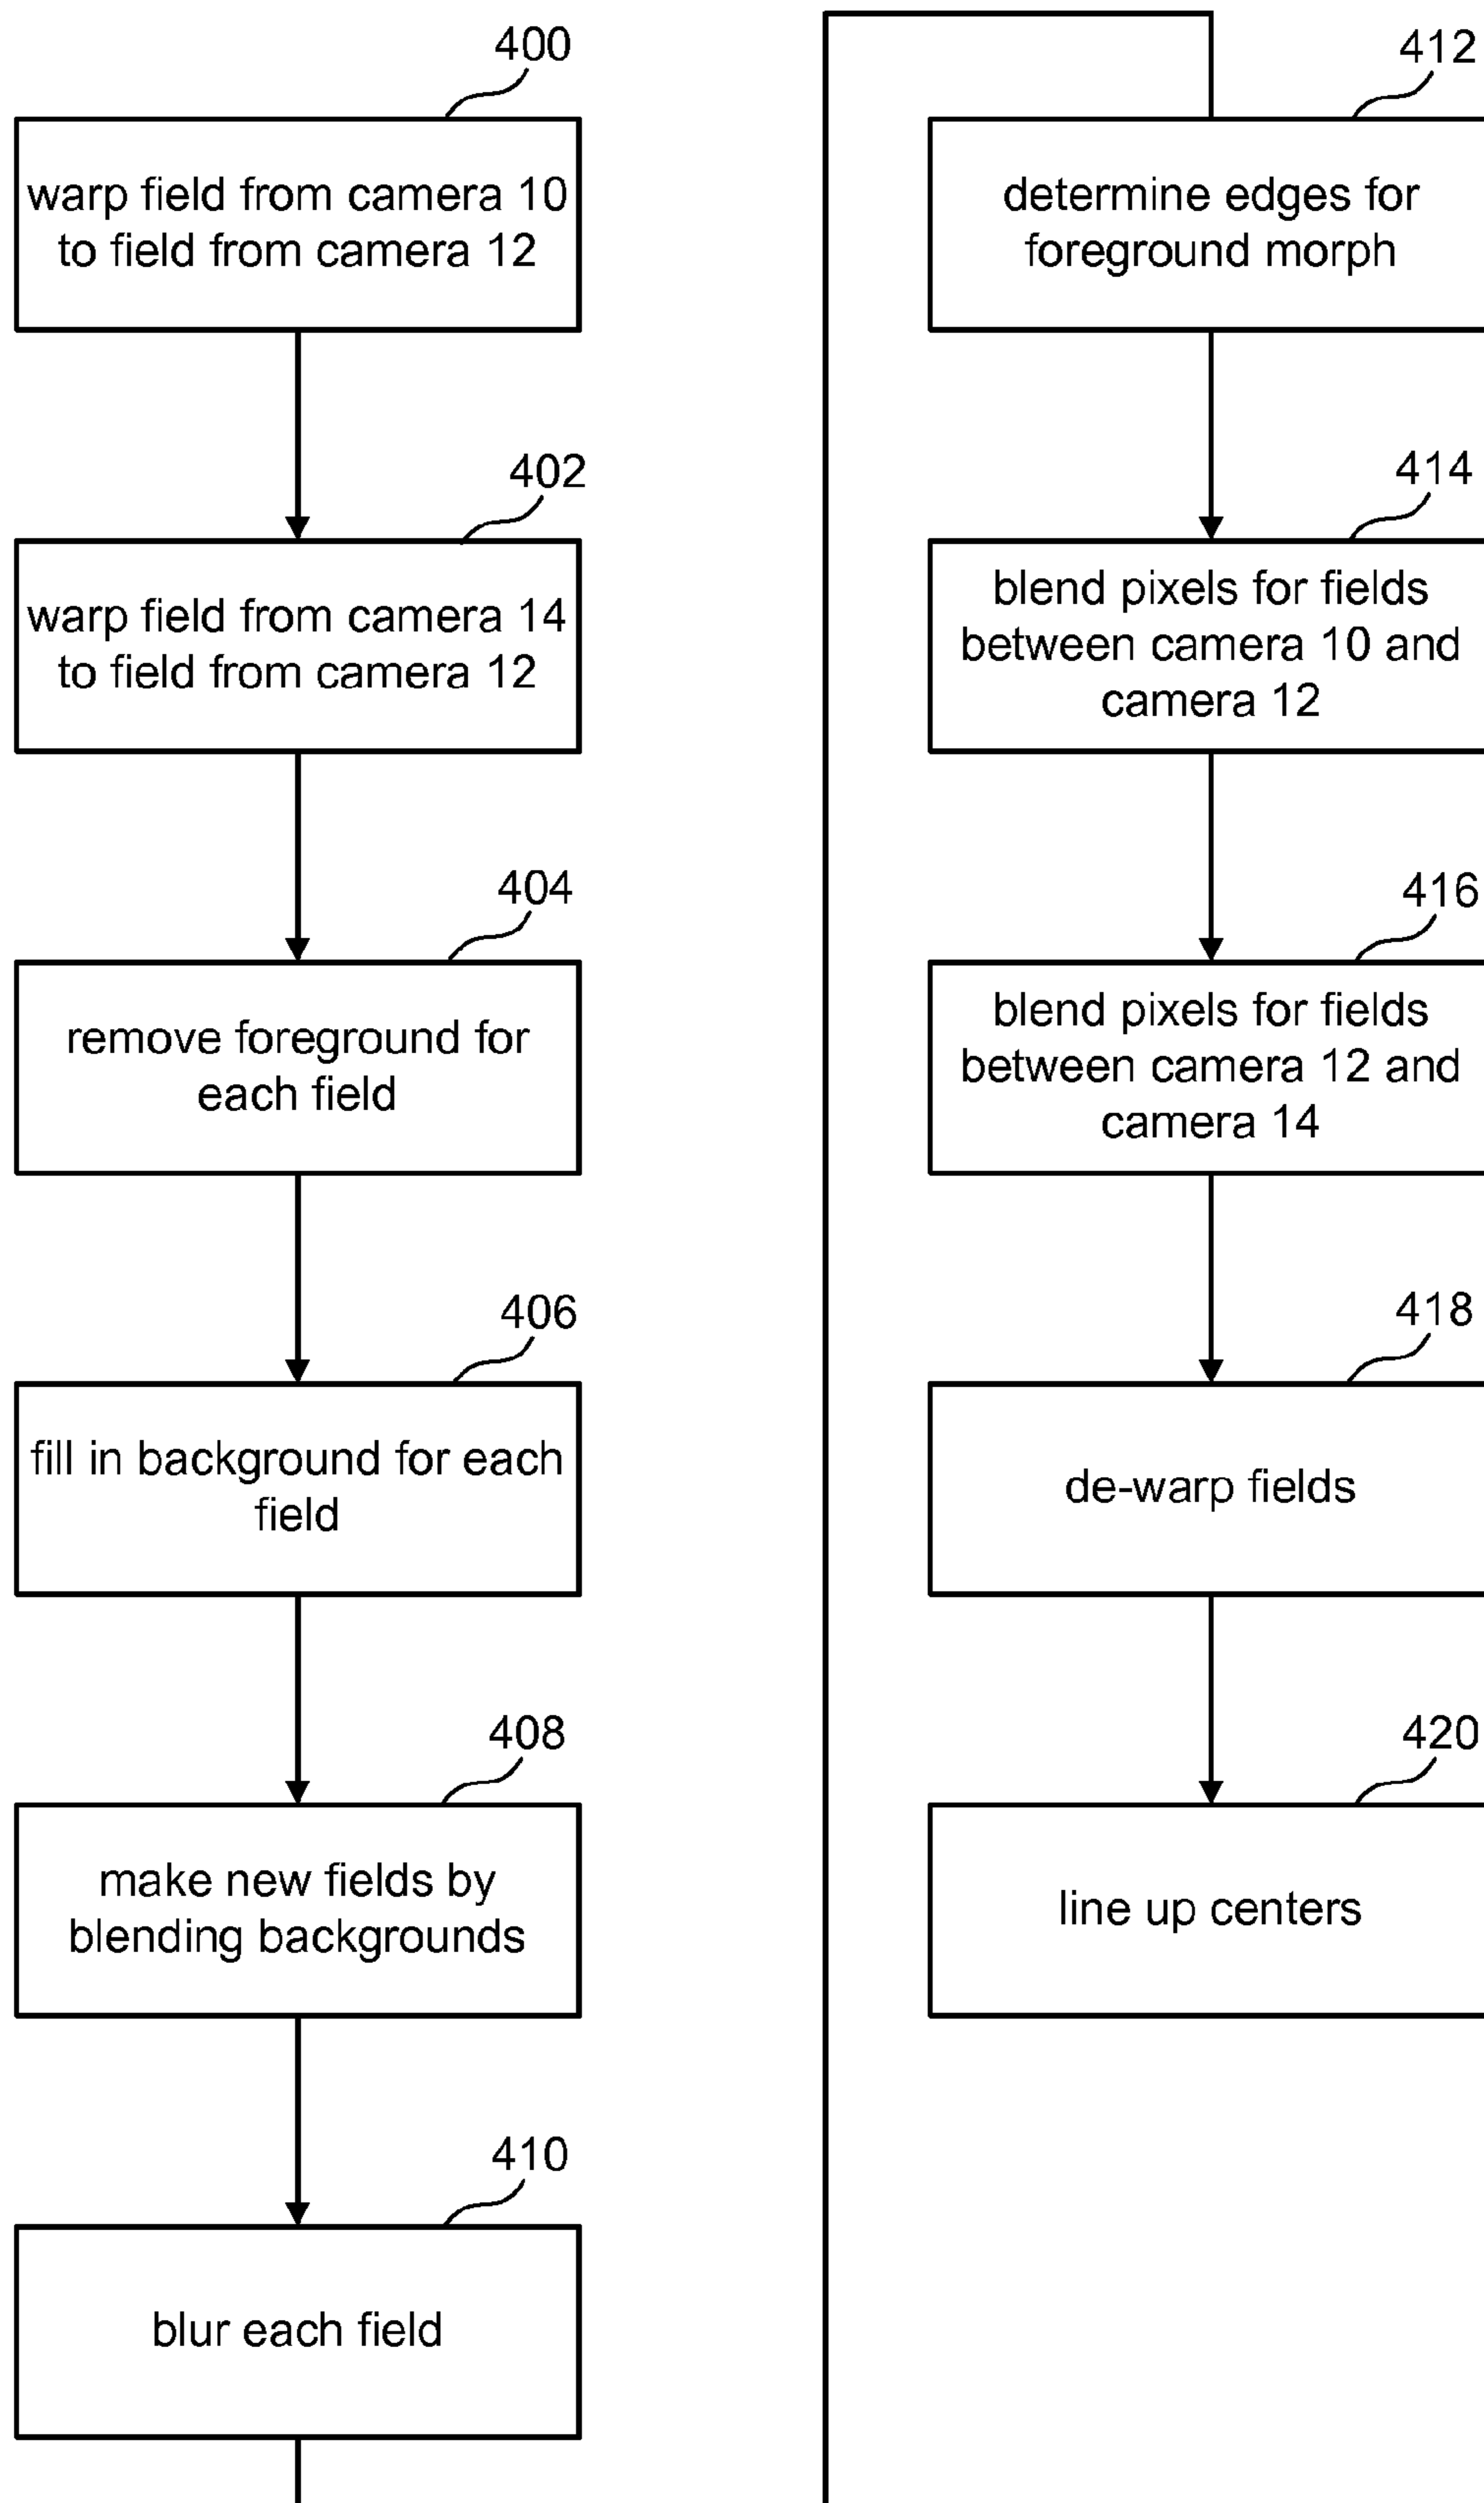 400
warp field from camera 10
to field from camera 12
402
warp field from camera 14
to field from camera 12
404
remove foreground for
each field
406
fill in background for each
field
408
make new fields by
blending backgrounds
410
blur each field
412
determine edges for
foreground morph
414
blend pixels for fields
between camera 10 and
camera 12
416
blend pixels for fields
between camera 12 and
camera 14
418
de-warp fields
420
line up centers